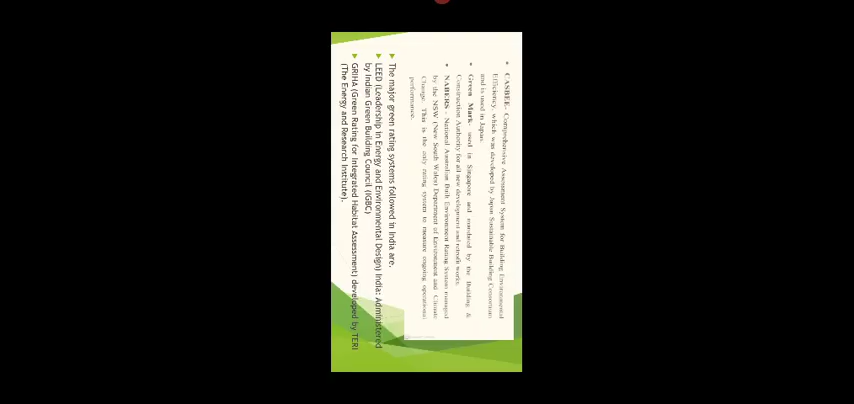 • CASBEE- Comprehensive Assessment System for Building Environmental
Efficiency, which was developed by Japan Sustainable Building Consortium
and is used in Japan.
• Green Mark- used in Singapore and introduced by the Building &
Construction Authority for all new development and retrofit works.
• NABERS - National Australian Built Environment Rating System managed
by the NSW (New South Wales) Department of Environment and Climate
Change. This is the only rating system to measure ongoing operational
performance.
The major green rating systems followed in India are.
LEED (Leadership In Energy and Environmental Design) India: Administered
by Indian Green Building Council (IGBC)
GRIHA (Green Rating for Integrated Habitat Assessment) developed by TERI
(The Energy and Research Institute).